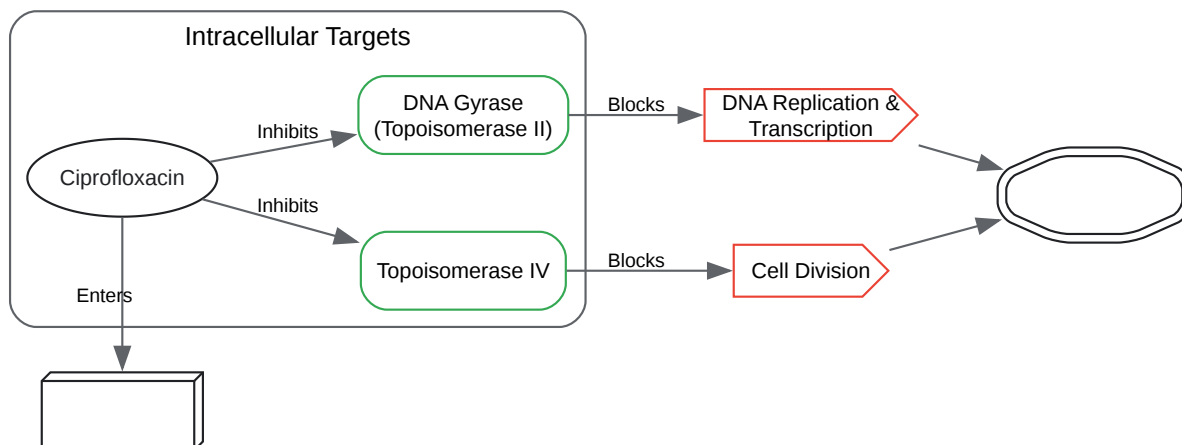 Intracellular Targets
DNA Gyrase
(Topoisomerase II)
Blocks
DNA Replication &
Transcription
Inhibits
Ciprofloxacin
Inhibits
Topoisomerase IV
Blocks
Cell Division
Enters